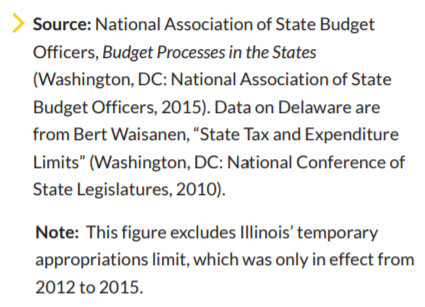 Source: National Association of State Budget
Officers, Budget Processes in the States
(Washington, DC: National Association of State
Budget Officers, 2015). Data on Delaware are
from Bert Waisanen, “State Tax and Expenditure
Limits” (Washington, DC: National Conference of
State Legislatures, 2010).
Note: This figure excludes Illinois’ temporary
appropriations limit, which was only in effect from
2012 to 2015.